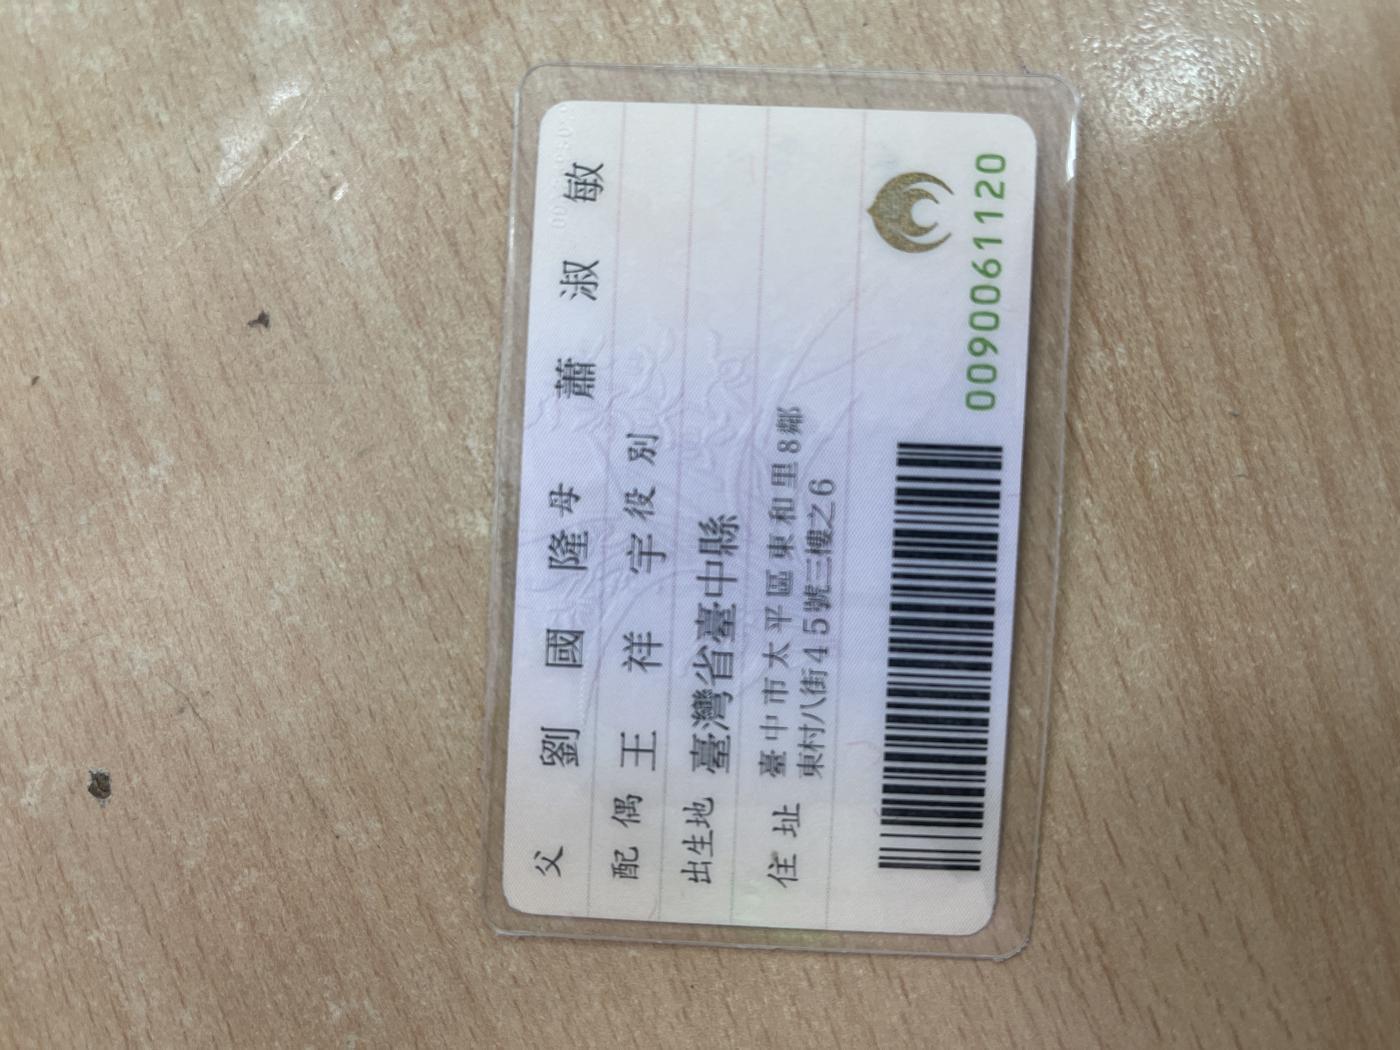 父 劉國隆 母 蕭淑敏
配偶 王祥宇 役別
出生地 臺灣省臺中縣
住址 臺中市太平區東和里8鄰
東村八街45號三樓之6
0090061120